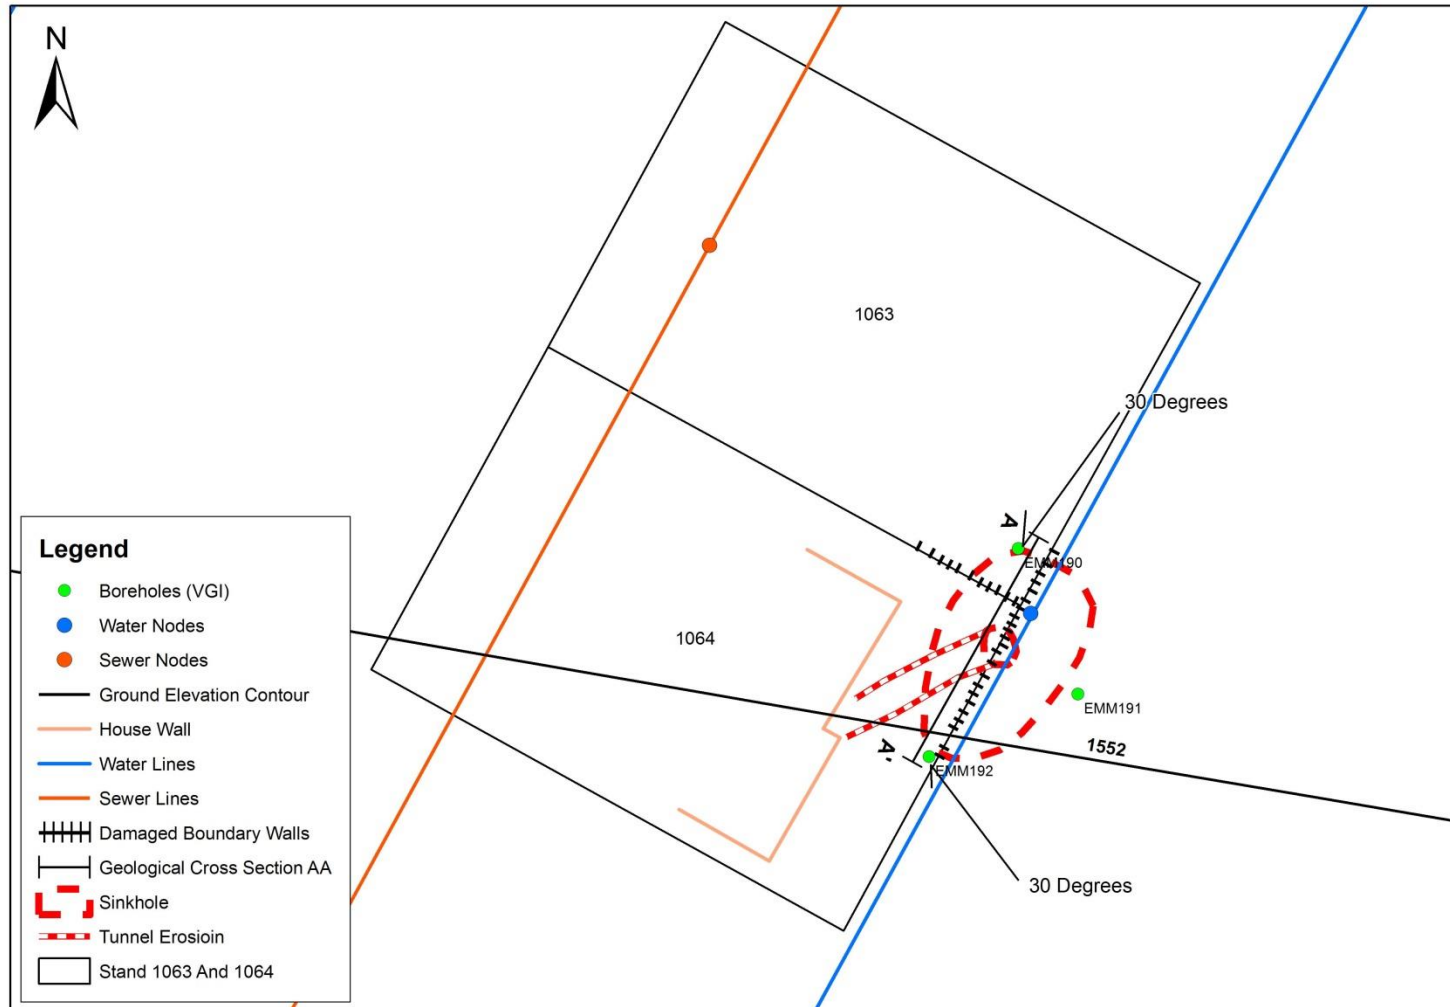 N
1063
30 Degrees
A
EMM190
1064
EMM191
1552
A'
EMM192
30 Degrees
Legend
Boreholes (VGI)
Water Nodes
Sewer Nodes
Ground Elevation Contour
House Wall
Water Lines
Sewer Lines
Damaged Boundary Walls
Geological Cross Section AA
Sinkhole
Tunnel Erosioin
Stand 1063 And 1064